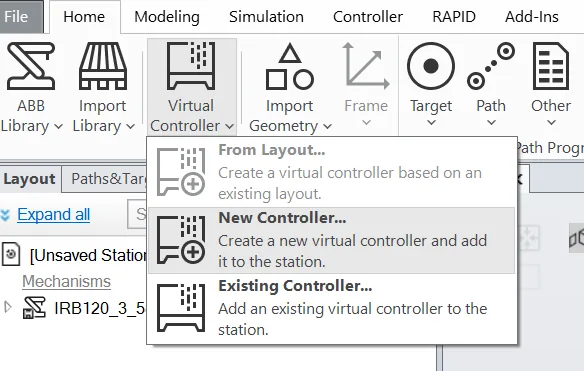 File Home Modeling Simulation Controller RAPID Add-Ins
ABB Library
Import Library
Virtual Controller
Import Geometry
Frame
Target
Path
Other
Path Progr
Layout Paths&Tar
Expand all S
[Unsaved Station
Mechanisms
IRB120_3_5
From Layout...
Create a virtual controller based on an
existing layout.
New Controller...
Create a new virtual controller and add
it to the station.
Existing Controller...
Add an existing virtual controller to the
station.